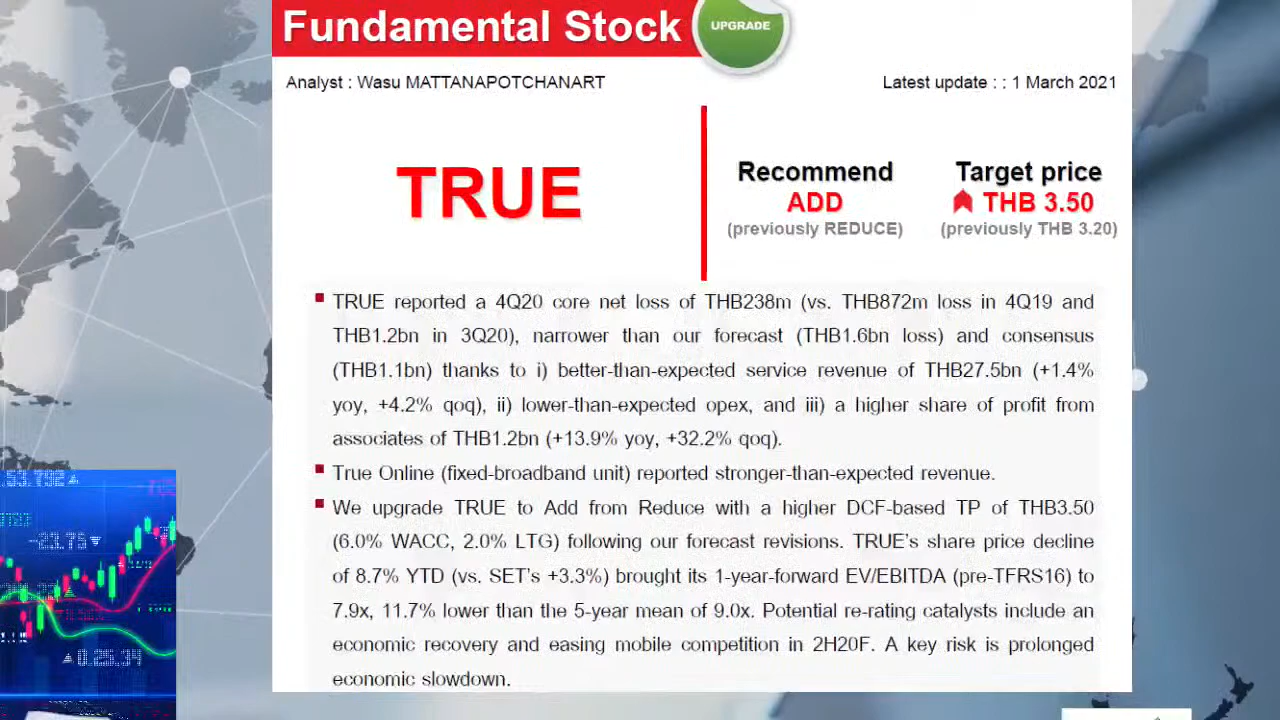 Fundamental Stock
UPGRADE
Analyst : Wasu MATTANAPOTCHANART
Latest update : : 1 March 2021
TRUE
Recommend
ADD
(previously REDUCE)
Target price
THB 3.50
(previously THB 3.20)
TRUE reported a 4Q20 core net loss of THB238m (vs. THB872m loss in 4Q19 and
THB1.2bn in 3Q20), narrower than our forecast (THB1.6bn loss) and consensus
(THB1.1bn) thanks to i) better-than-expected service revenue of THB27.5bn (+1.4%
yoy, +4.2% qoq), ii) lower-than-expected opex, and iii) a higher share of profit from
associates of THB1.2bn (+13.9% yoy, +32.2% qoq).
True Online (fixed-broadband unit) reported stronger-than-expected revenue.
We upgrade TRUE to Add from Reduce with a higher DCF-based TP of THB3.50
(6.0% WACC, 2.0% LTG) following our forecast revisions. TRUE's share price decline
of 8.7% YTD (vs. SET's +3.3%) brought its 1-year-forward EV/EBITDA (pre-TFRS16) to
7.9x, 11.7% lower than the 5-year mean of 9.0x. Potential re-rating catalysts include an
economic recovery and easing mobile competition in 2H20F. A key risk is prolonged
economic slowdown.
53.792
-23.75
0.25.34